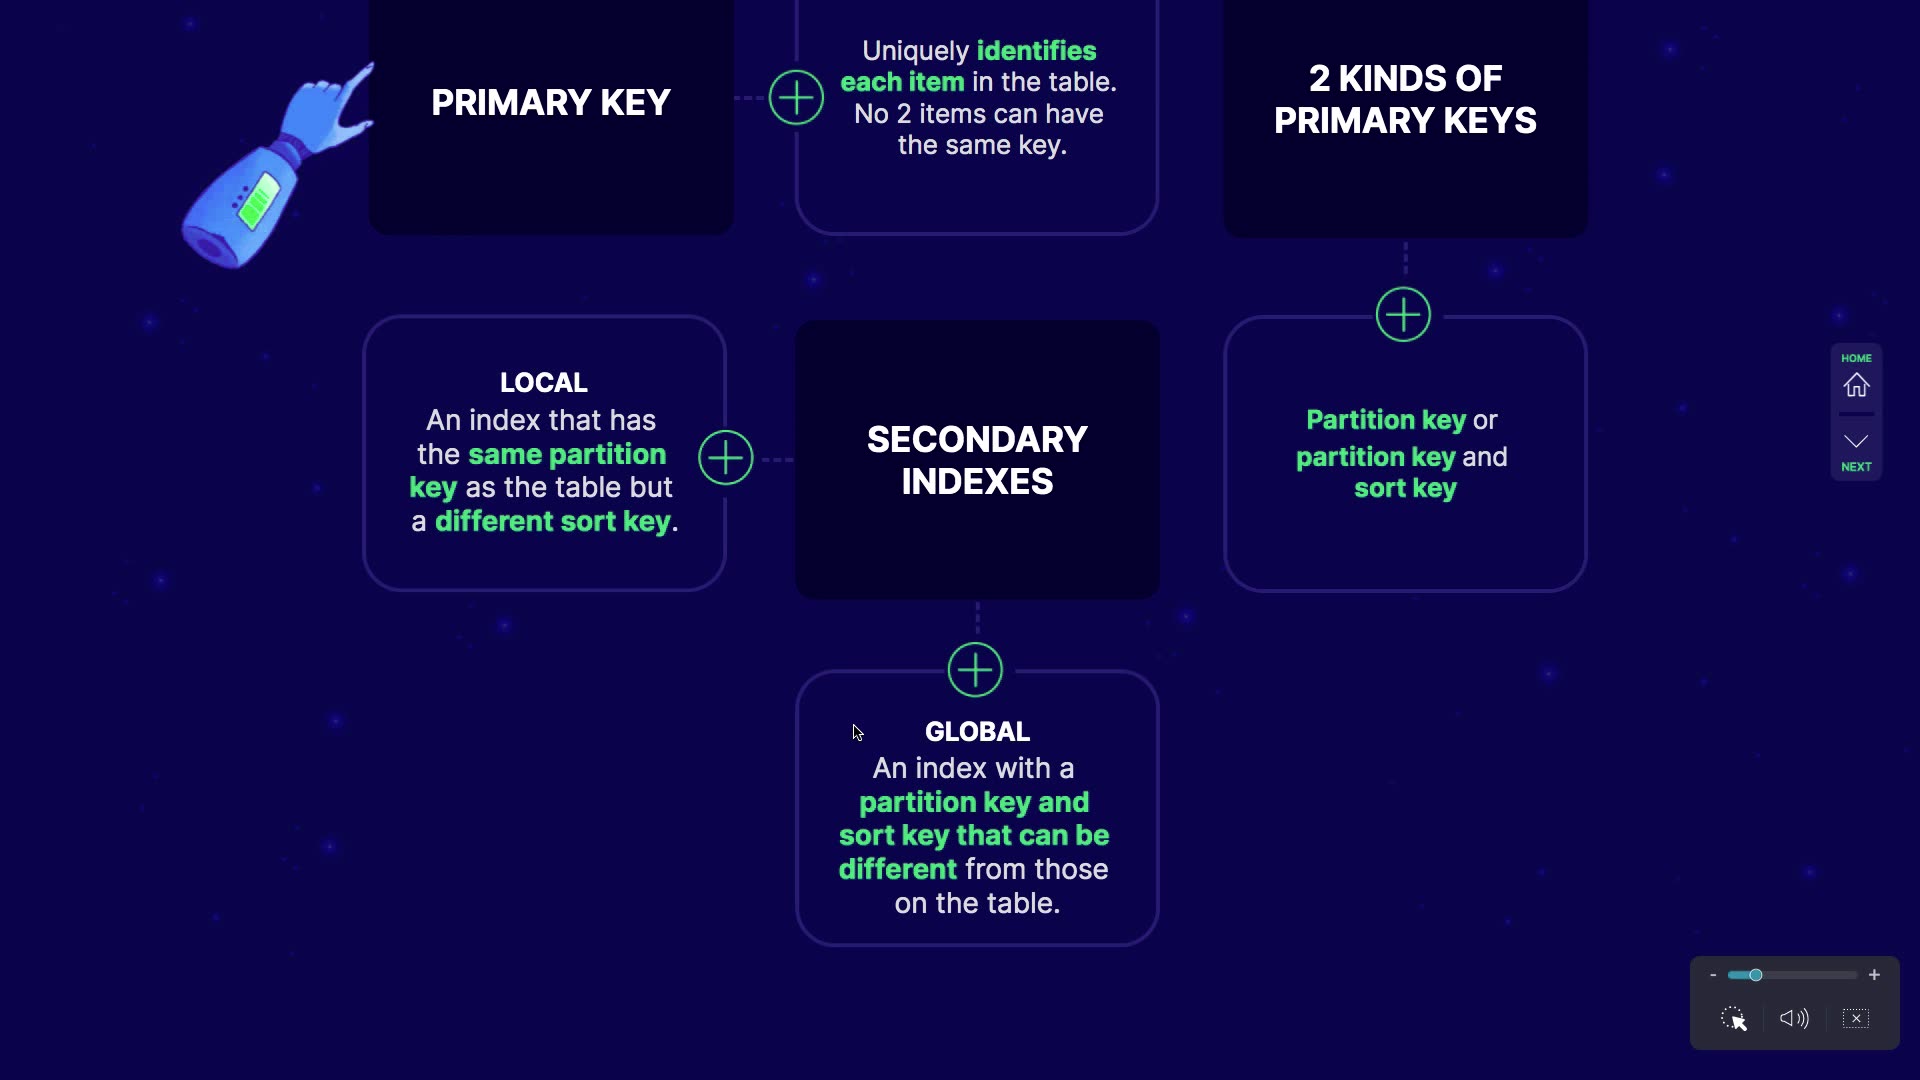 PRIMARY KEY
Uniquely identifies
each item in the table.
No 2 items can have
the same key.
2 KINDS OF
PRIMARY KEYS
LOCAL
An index that has
the same partition
key as the table but
a different sort key.
SECONDARY
INDEXES
Partition key or
partition key and
sort key
HOME
NEXT
GLOBAL
An index with a
partition key and
sort key that can be
different from those
on the table.
- +